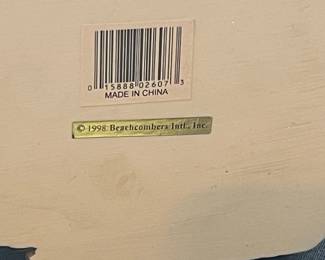 0 15888 02607 3
MADE IN CHINA
© 1998 Beachcombers Intl., Inc.